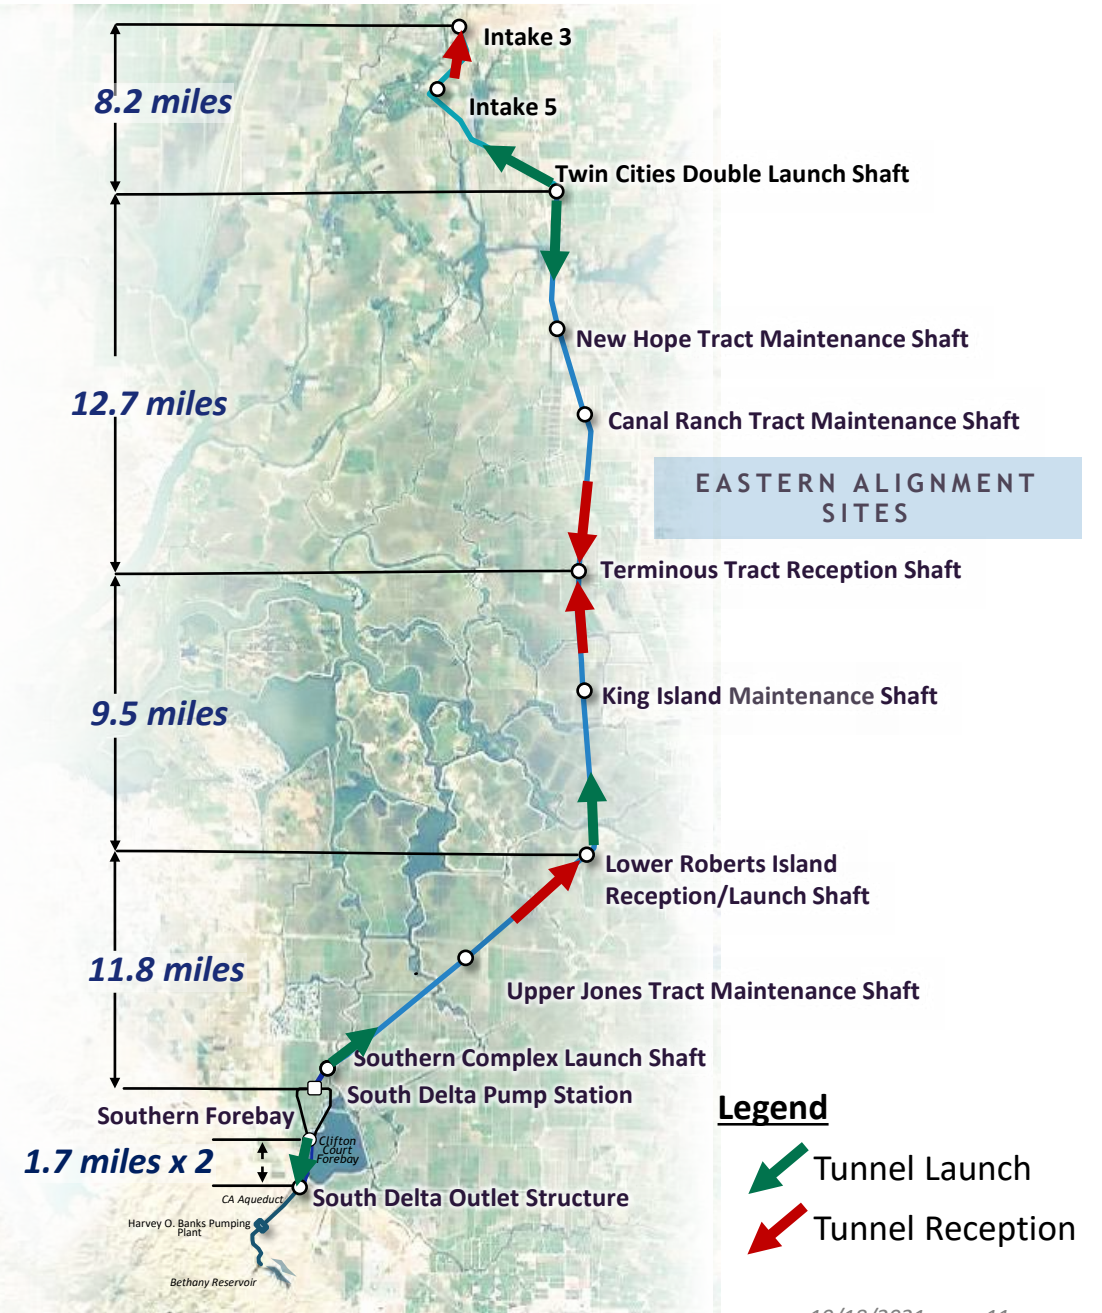 Intake 3
8.2 miles
Intake 5
Twin Cities Double Launch Shaft
New Hope Tract Maintenance Shaft
12.7 miles
Canal Ranch Tract Maintenance Shaft
EASTERN ALIGNMENT
SITES
Terminous Tract Reception Shaft
King Island Maintenance Shaft
9.5 miles
Lower Roberts Island
Reception/Launch Shaft
11.8 miles
Upper Jones Tract Maintenance Shaft
Southern Complex Launch Shaft
South Delta Pump Station
Southern Forebay
Legend
Clifton
Court
Forebay
1.7 miles x 2
Tunnel Launch
CA Aqueduct
South Delta Outlet Structure
Harvey O. Banks Pumping
Plant
Tunnel Reception
Bethany Reservoir